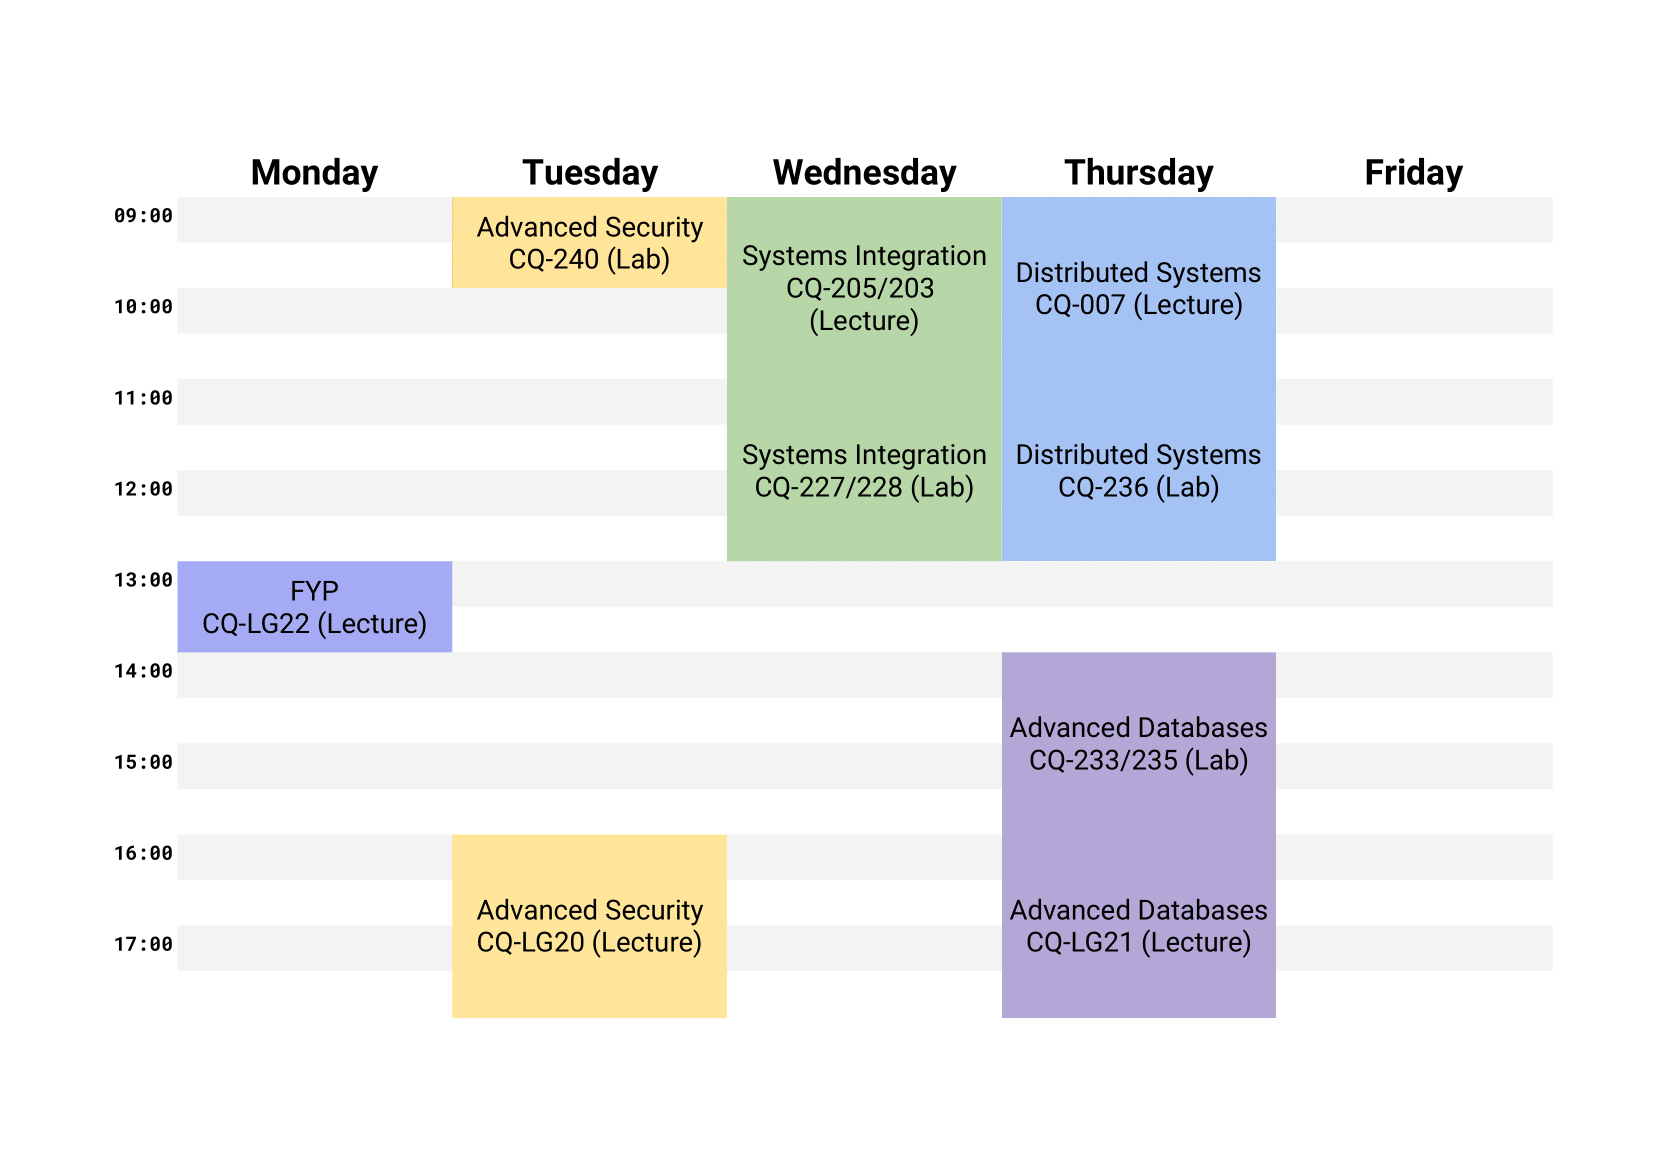 Monday Tuesday Wednesday Thursday Friday
09:00
Advanced Security
CQ-240 (Lab)
Systems Integration
CQ-205/203
(Lecture)
Distributed Systems
CQ-007 (Lecture)
10:00
11:00
Systems Integration
CQ-227/228 (Lab)
Distributed Systems
CQ-236 (Lab)
12:00
13:00
FYP
CQ-LG22 (Lecture)
14:00
Advanced Databases
CQ-233/235 (Lab)
15:00
16:00
Advanced Security
CQ-LG20 (Lecture)
Advanced Databases
CQ-LG21 (Lecture)
17:00